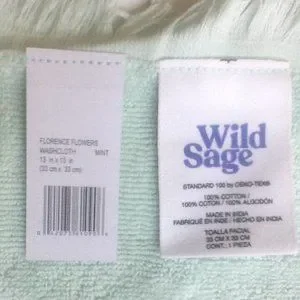 FLORENCE FLOWERS
WASHCLOTH MINT
13 in x 13 in
(33 cm x 33 cm)
Wild
Sage
STANDARD 100 by OEKO-TEX®
100% COTTON /
100% COTON / 100% ALGODÓN
MADE IN INDIA
FABRIQUÉ EN INDE / HECHO EN INDIA
TOALLA FACIAL
33 CM X 33 CM
CONT.: 1 PIEZA